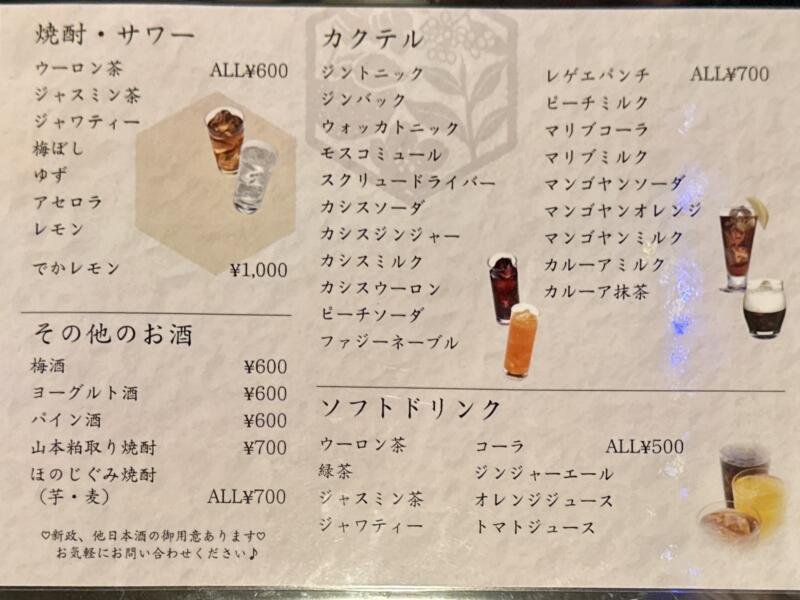 焼酎・サワー
ウーロン茶 ALL¥600
ジャスミン茶
ジャワティー
梅ぼし
ゆず
アセロラ
レモン
でかレモン ¥1,000
その他のお酒
梅酒 ¥600
ヨーグルト酒 ¥600
パイン酒 ¥600
山本粕取り焼酎 ¥700
ほのじぐみ焼酎
（芋・麦） ALL¥700
♡新政、他日本酒の御用意あります♡
お気軽にお問い合わせください♪
カクテル
ジントニック
ジンバック
ウォッカトニック
モスコミュール
スクリュードライバー
カシスソーダ
カシスジンジャー
カシスミルク
カシスウーロン
ピーチソーダ
ファジーネーブル
レゲエパンチ ALL¥700
ピーチミルク
マリブコーラ
マリブミルク
マンゴヤンソーダ
マンゴヤンオレンジ
マンゴヤンミルク
カルーアミルク
カルーア抹茶
ソフトドリンク
ウーロン茶
緑茶
ジャスミン茶
ジャワティー
コーラ ALL¥500
ジンジャーエール
オレンジジュース
トマトジュース